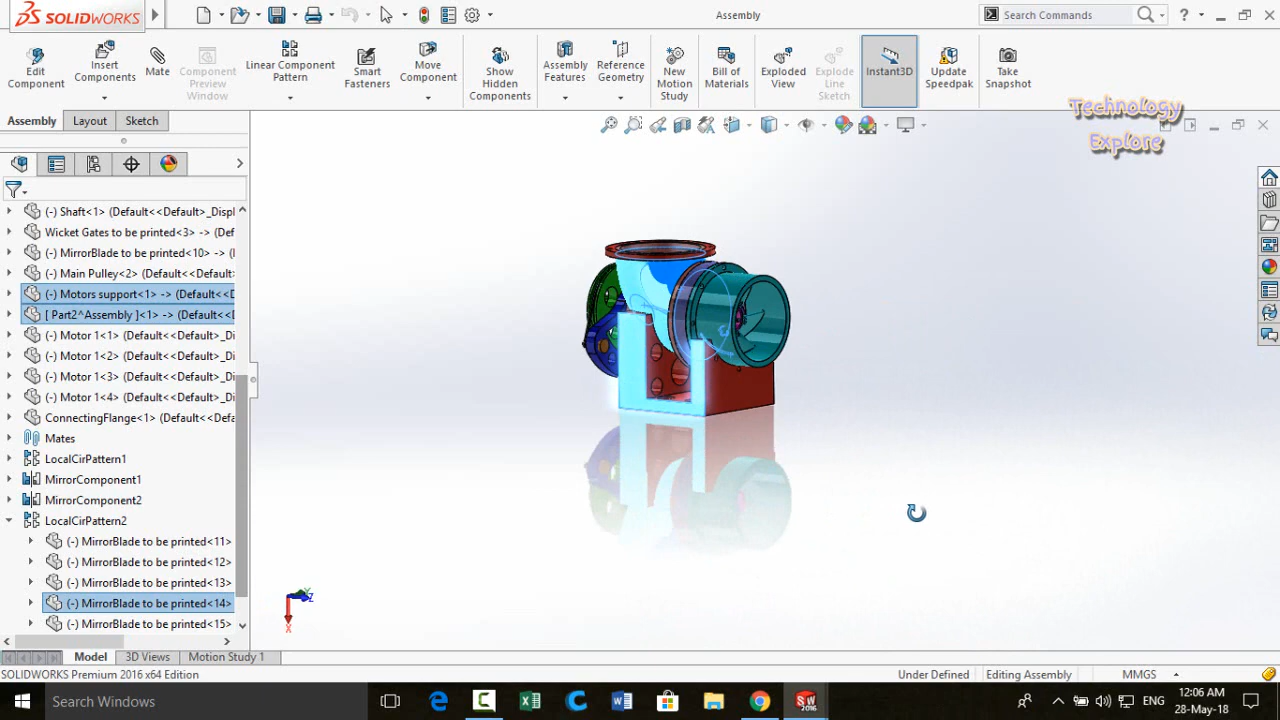 SOLIDWORKS
Assembly
Search Commands
?
Edit Component
Insert Components
Mate
Component Preview Window
Linear Component Pattern
Smart Fasteners
Move Component
Show Hidden Components
Assembly Features
Reference Geometry
New Motion Study
Bill of Materials
Exploded View
Explode Line Sketch
Instant3D
Update Speedpak
Take Snapshot
Technology
Explore
Assembly
Layout
Sketch
(-) Shaft<1> (Default<<Default>_Displ
Wicket Gates to be printed<3> -> (Def
(-) MirrorBlade to be printed<10> -> (
(-) Main Pulley<2> (Default<<Default
(-) Motors support<1> -> (Default<<D
[ Part2^Assembly ]<1> -> (Default<<D
(-) Motor 1<1> (Default<<Default>_Di
(-) Motor 1<2> (Default<<Default>_Di
(-) Motor 1<3> (Default<<Default>_Di
(-) Motor 1<4> (Default<<Default>_Di
ConnectingFlange<1> (Default<<Defa
Mates
LocalCirPattern1
MirrorComponent1
MirrorComponent2
LocalCirPattern2
(-) MirrorBlade to be printed<11>
(-) MirrorBlade to be printed<12>
(-) MirrorBlade to be printed<13>
(-) MirrorBlade to be printed<14>
(-) MirrorBlade to be printed<15>
Y
Z
X
Model
3D Views
Motion Study 1
SOLIDWORKS Premium 2016 x64 Edition
Under Defined
Editing Assembly
MMGS
Search Windows
SW
2016
ENG
12:06 AM
28-May-18